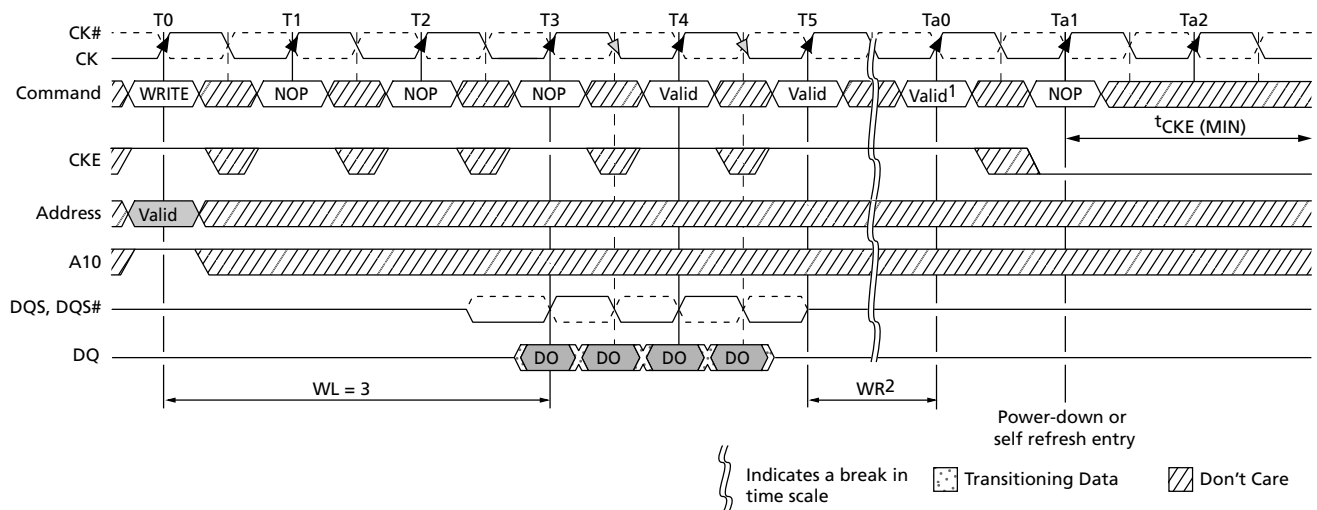 T0 T1 T2 T3 T4 T5 Ta0 Ta1 Ta2
CK#
CK
Command WRITE NOP NOP NOP Valid Valid Valid1 NOP
tCKE (MIN)
CKE
Address Valid
A10
DQS, DQS#
DQ DO DO DO DO
WL = 3 WR2
Power-down or
self refresh entry
Indicates a break in
time scale
Transitioning Data
Don't Care